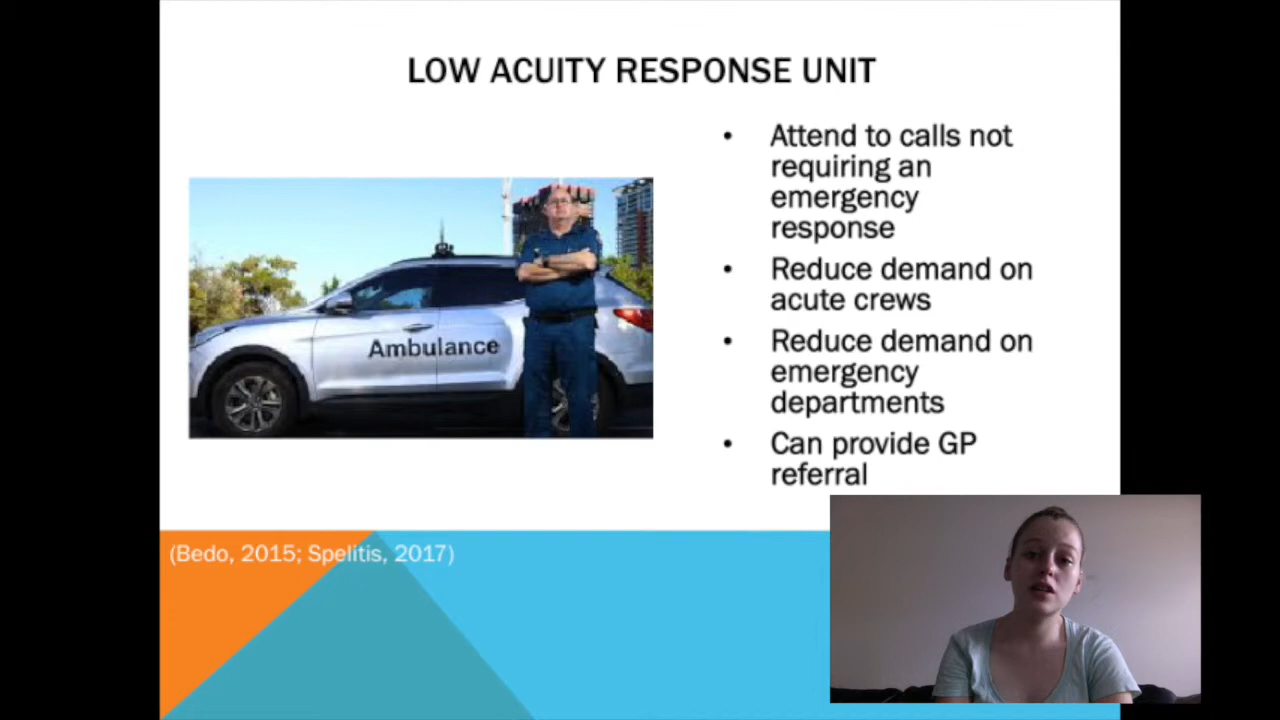 LOW ACUITY RESPONSE UNIT
• Attend to calls not
requiring an
emergency
response
• Reduce demand on
acute crews
• Reduce demand on
emergency
departments
• Can provide GP
referral
Ambulance
(Bedo, 2015; Spelitis, 2017)